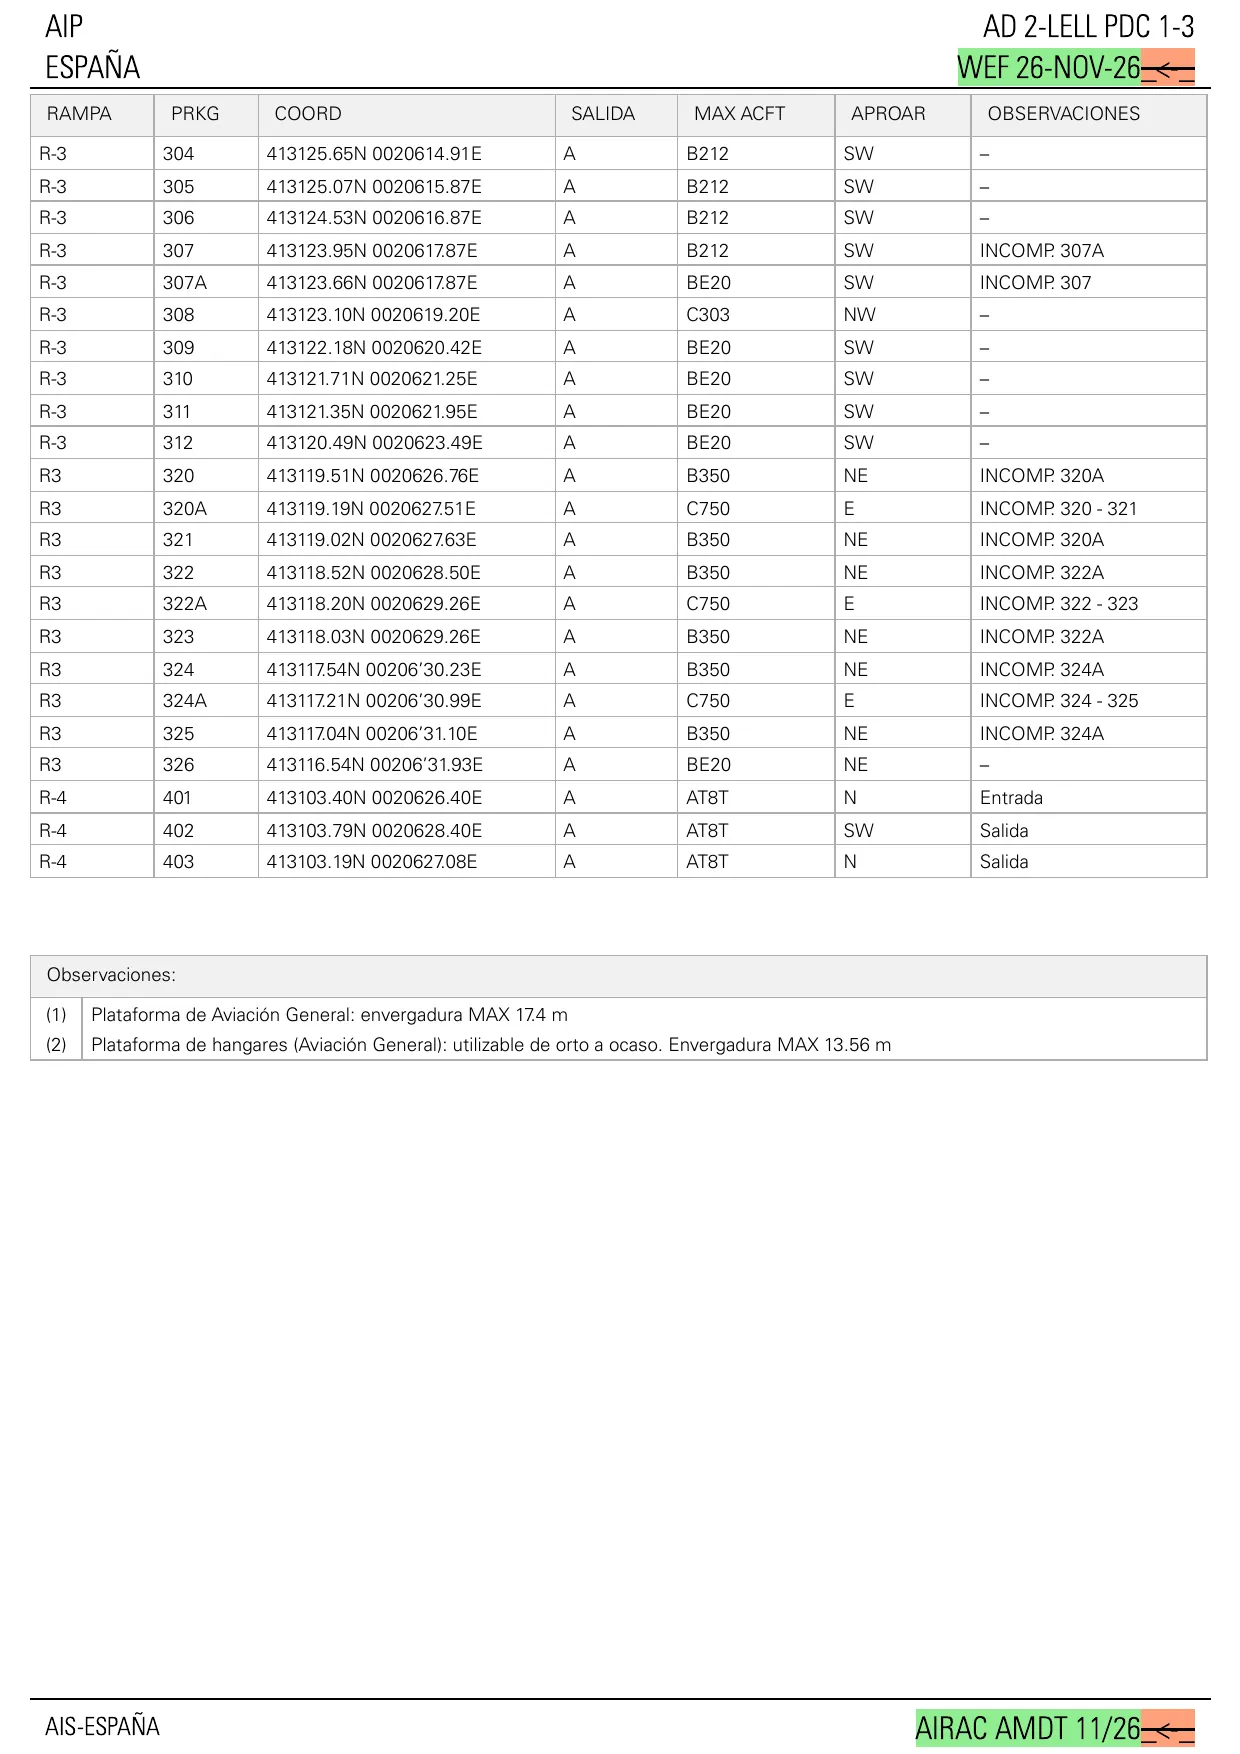 AIP
AD 2-LELL PDC 1-3
ESPAÑA
WEF 26-NOV-26_<-_
RAMPA PRKG COORD SALIDA MAX ACFT APROAR OBSERVACIONES
R-3 304 413125.65N 0020614.91E A B212 SW –
R-3 305 413125.07N 0020615.87E A B212 SW –
R-3 306 413124.53N 0020616.87E A B212 SW –
R-3 307 413123.95N 0020617.87E A B212 SW INCOMP. 307A
R-3 307A 413123.66N 0020617.87E A BE20 SW INCOMP. 307
R-3 308 413123.10N 0020619.20E A C303 NW –
R-3 309 413122.18N 0020620.42E A BE20 SW –
R-3 310 413121.71N 0020621.25E A BE20 SW –
R-3 311 413121.35N 0020621.95E A BE20 SW –
R-3 312 413120.49N 0020623.49E A BE20 SW –
R3 320 413119.51N 0020626.76E A B350 NE INCOMP. 320A
R3 320A 413119.19N 0020627.51E A C750 E INCOMP. 320 - 321
R3 321 413119.02N 0020627.63E A B350 NE INCOMP. 320A
R3 322 413118.52N 0020628.50E A B350 NE INCOMP. 322A
R3 322A 413118.20N 0020629.26E A C750 E INCOMP. 322 - 323
R3 323 413118.03N 0020629.26E A B350 NE INCOMP. 322A
R3 324 413117.54N 00206’30.23E A B350 NE INCOMP. 324A
R3 324A 413117.21N 00206’30.99E A C750 E INCOMP. 324 - 325
R3 325 413117.04N 00206’31.10E A B350 NE INCOMP. 324A
R3 326 413116.54N 00206’31.93E A BE20 NE –
R-4 401 413103.40N 0020626.40E A AT8T N Entrada
R-4 402 413103.79N 0020628.40E A AT8T SW Salida
R-4 403 413103.19N 0020627.08E A AT8T N Salida
Observaciones:
(1) Plataforma de Aviación General: envergadura MAX 17.4 m
(2) Plataforma de hangares (Aviación General): utilizable de orto a ocaso. Envergadura MAX 13.56 m
AIS-ESPAÑA
AIRAC AMDT 11/26_<-_